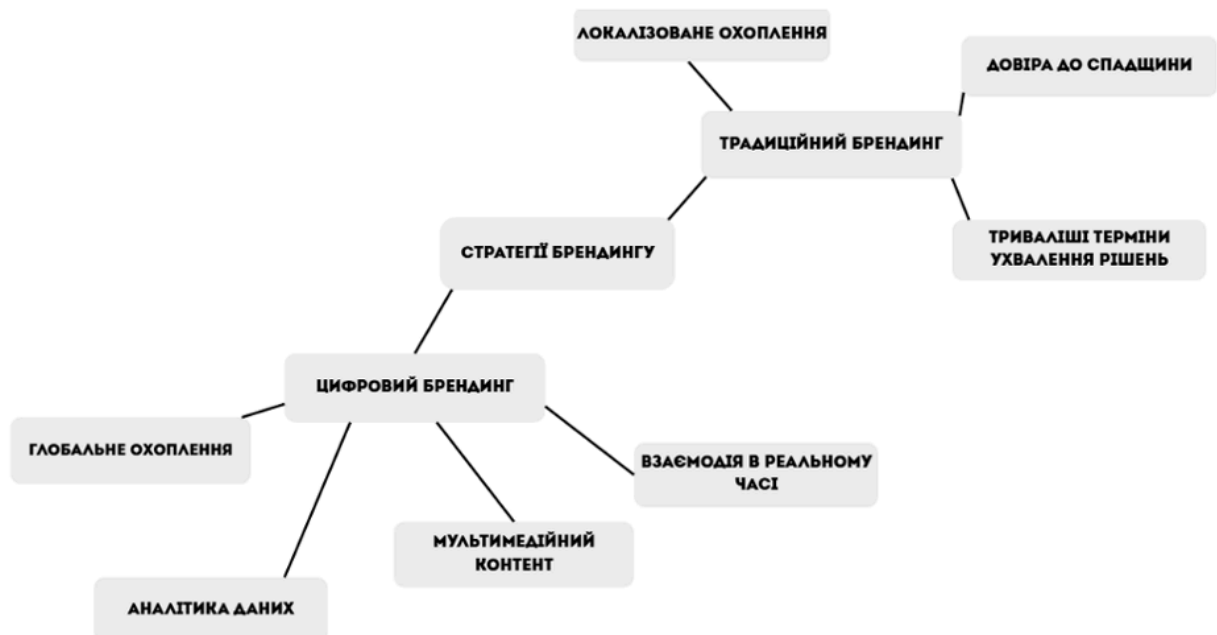 ЛОКАЛІЗОВАНЕ ОХОПЛЕННЯ
ДОВІРА ДО СПАДЩИНИ
ТРАДИЦІЙНИЙ БРЕНДИНГ
ТРИВАЛІШІ ТЕРМІНИ
УХВАЛЕННЯ РІШЕНЬ
СТРАТЕГІЇ БРЕНДИНГУ
ЦИФРОВИЙ БРЕНДИНГ
ГЛОБАЛЬНЕ ОХОПЛЕННЯ
ВЗАЄМОДІЯ В РЕАЛЬНОМУ
ЧАСІ
МУЛЬТИМЕДІЙНИЙ
КОНТЕНТ
АНАЛІТИКА ДАНИХ